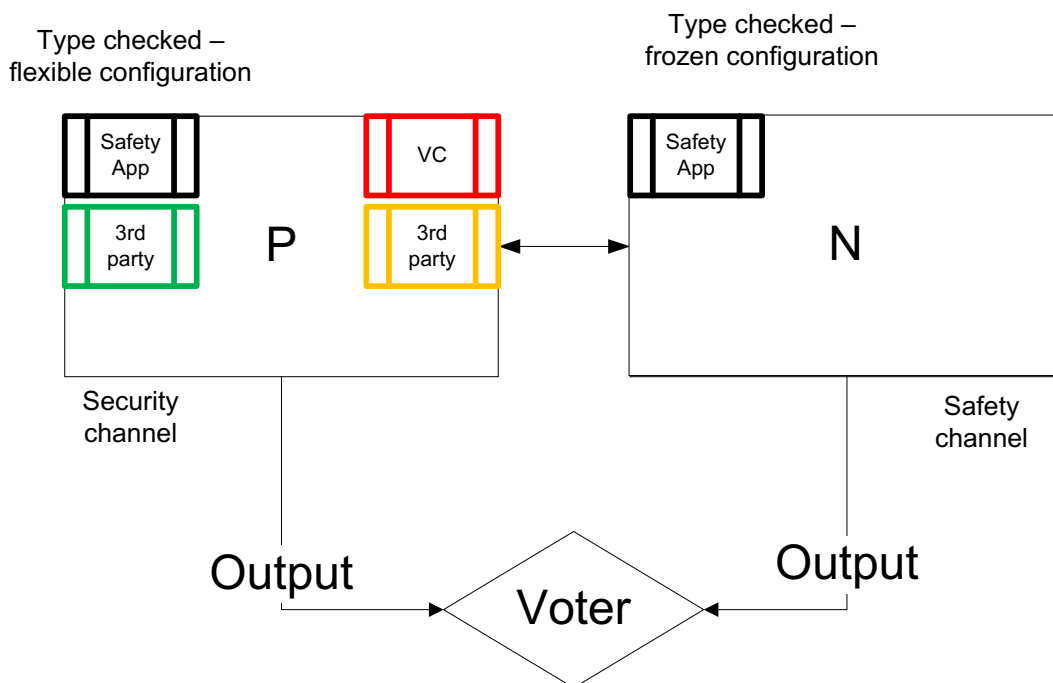 Type checked –
flexible configuration
Type checked –
frozen configuration
Safety
App
VC
Safety
App
3rd
party
P
3rd
party
N
Security
channel
Safety
channel
Output
Output
Voter